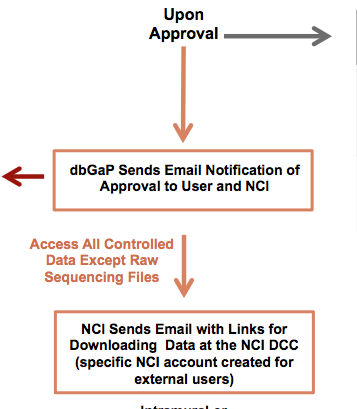 Upon
Approval
dbGaP Sends Email Notification of
Approval to User and NCI
Access All Controlled
Data Except Raw
Sequencing Files
NCI Sends Email with Links for
Downloading Data at the NCI DCC
(specific NCI account created for
external users)
Intramural or